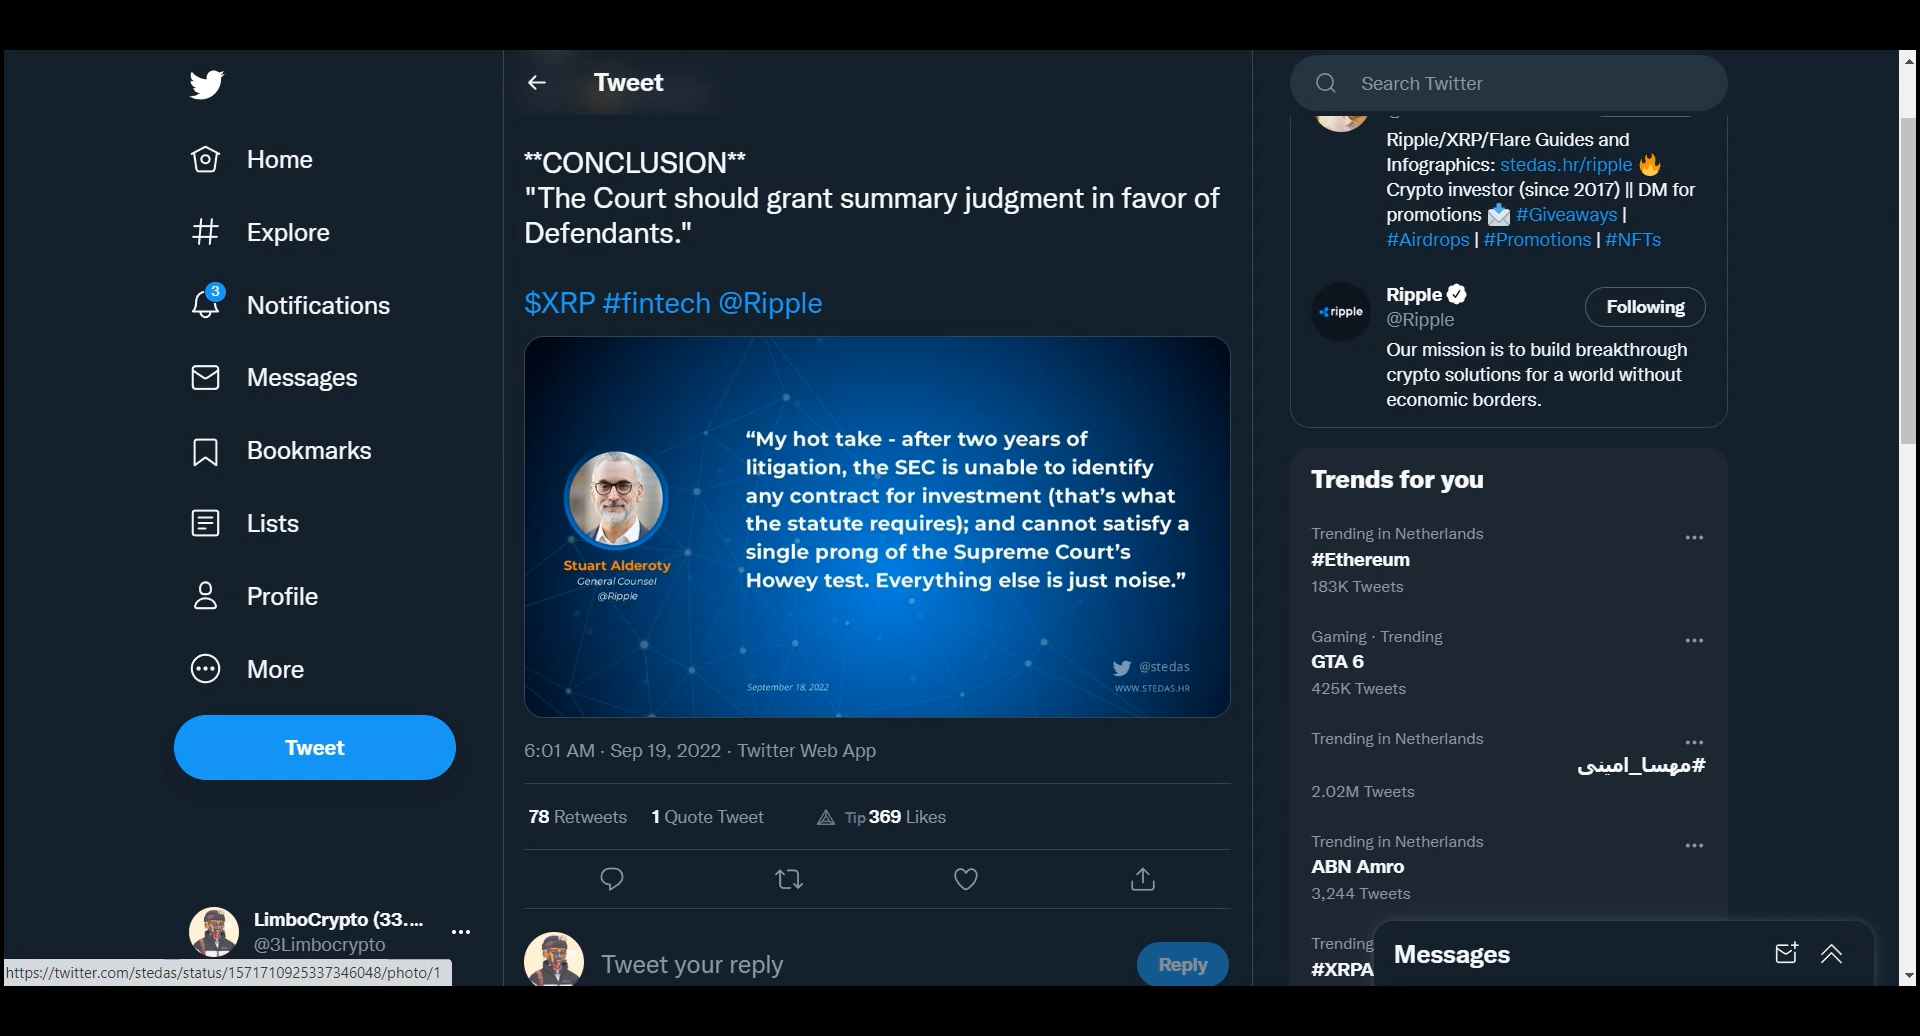 Home
Explore
3
Notifications
Messages
Bookmarks
Lists
Profile
More
Tweet
LimboCrypto (33....
@3Limbocrypto
https://twitter.com/stedas/status/1571710925337346048/photo/1
Tweet
**CONCLUSION**
"The Court should grant summary judgment in favor of
Defendants."
$XRP #fintech @Ripple
Stuart Alderoty
General Counsel
@Ripple
“My hot take - after two years of
litigation, the SEC is unable to identify
any contract for investment (that’s what
the statute requires); and cannot satisfy a
single prong of the Supreme Court’s
Howey test. Everything else is just noise.”
September 18, 2022
@stedas
WWW.STEDAS.HR
6:01 AM · Sep 19, 2022 · Twitter Web App
78 Retweets 1 Quote Tweet Tip 369 Likes
Tweet your reply
Reply
Search Twitter
Ripple/XRP/Flare Guides and
Infographics: stedas.hr/ripple 🔥
Crypto investor (since 2017) || DM for
promotions 📩 #Giveaways |
#Airdrops | #Promotions | #NFTs
ripple
Ripple
@Ripple
Following
Our mission is to build breakthrough
crypto solutions for a world without
economic borders.
Trends for you
Trending in Netherlands
#Ethereum
183K Tweets
Gaming · Trending
GTA 6
425K Tweets
Trending in Netherlands
#مهسا_امینی
2.02M Tweets
Trending in Netherlands
ABN Amro
3,244 Tweets
Trending
#XRPA
Messages